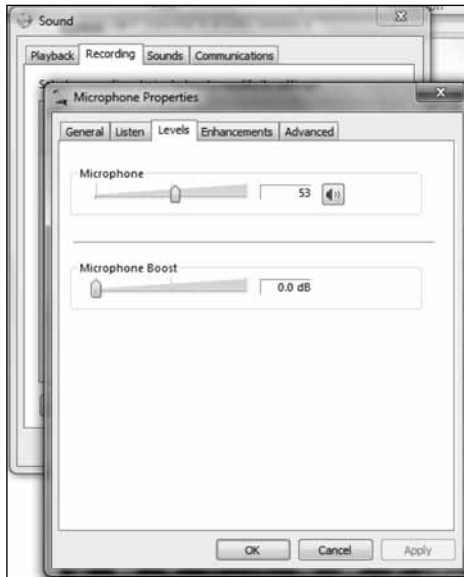 Sound
Playback Recording Sounds Communications
Microphone Properties
General Listen Levels Enhancements Advanced
Microphone
53
Microphone Boost
0.0 dB
OK Cancel Apply